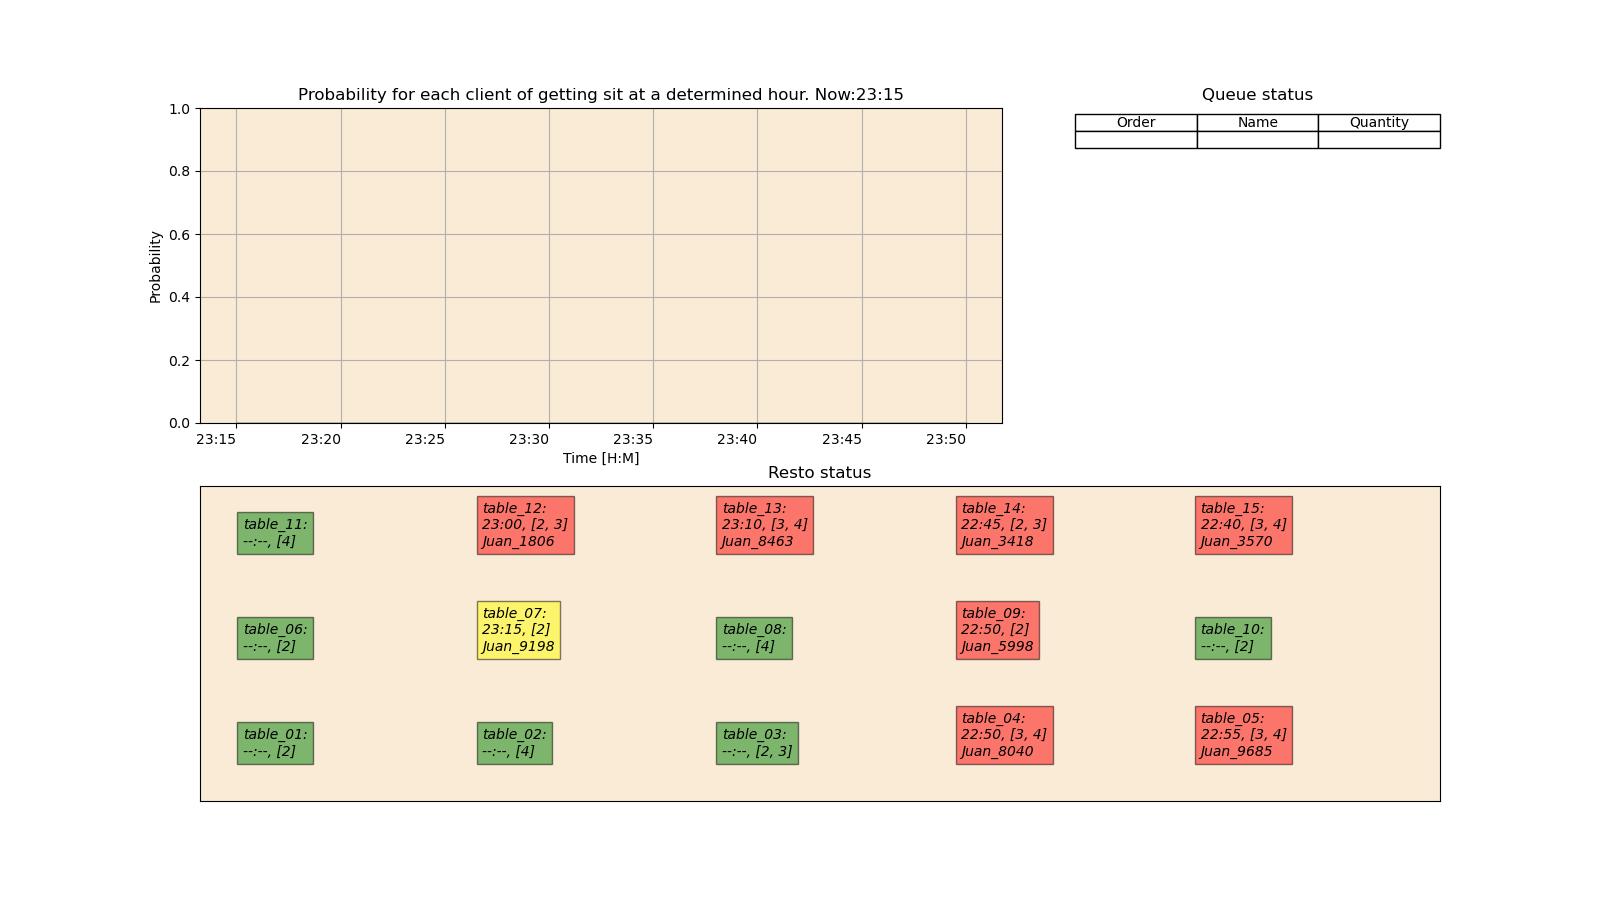 Probability for each client of getting sit at a determined hour. Now:23:15
1.0
0.8
0.6
0.4
0.2
0.0
Probability
23:15 23:20 23:25 23:30 23:35 23:40 23:45 23:50
Time [H:M]
Queue status
Order Name Quantity
Resto status
table_11:
--:--, [4]
table_12:
23:00, [2, 3]
Juan_1806
table_13:
23:10, [3, 4]
Juan_8463
table_14:
22:45, [2, 3]
Juan_3418
table_15:
22:40, [3, 4]
Juan_3570
table_06:
--:--, [2]
table_07:
23:15, [2]
Juan_9198
table_08:
--:--, [4]
table_09:
22:50, [2]
Juan_5998
table_10:
--:--, [2]
table_01:
--:--, [2]
table_02:
--:--, [4]
table_03:
--:--, [2, 3]
table_04:
22:50, [3, 4]
Juan_8040
table_05:
22:55, [3, 4]
Juan_9685